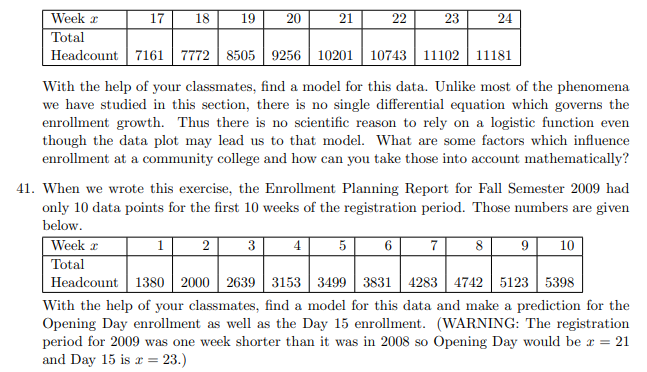 Week x 17 18 19 20 21 22 23 24
Total
Headcount 7161 7772 8505 9256 10201 10743 11102 11181
With the help of your classmates, find a model for this data. Unlike most of the phenomena
we have studied in this section, there is no single differential equation which governs the
enrollment growth. Thus there is no scientific reason to rely on a logistic function even
though the data plot may lead us to that model. What are some factors which influence
enrollment at a community college and how can you take those into account mathematically?
41. When we wrote this exercise, the Enrollment Planning Report for Fall Semester 2009 had
only 10 data points for the first 10 weeks of the registration period. Those numbers are given
below.
Week x 1 2 3 4 5 6 7 8 9 10
Total
Headcount 1380 2000 2639 3153 3499 3831 4283 4742 5123 5398
With the help of your classmates, find a model for this data and make a prediction for the
Opening Day enrollment as well as the Day 15 enrollment. (WARNING: The registration
period for 2009 was one week shorter than it was in 2008 so Opening Day would be x = 21
and Day 15 is x = 23.)